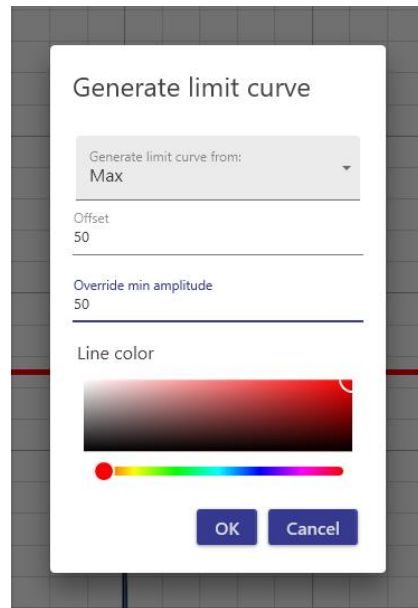 Generate limit curve
Generate limit curve from:
Max
Offset
50
Override min amplitude
50
Line color
OK Cancel